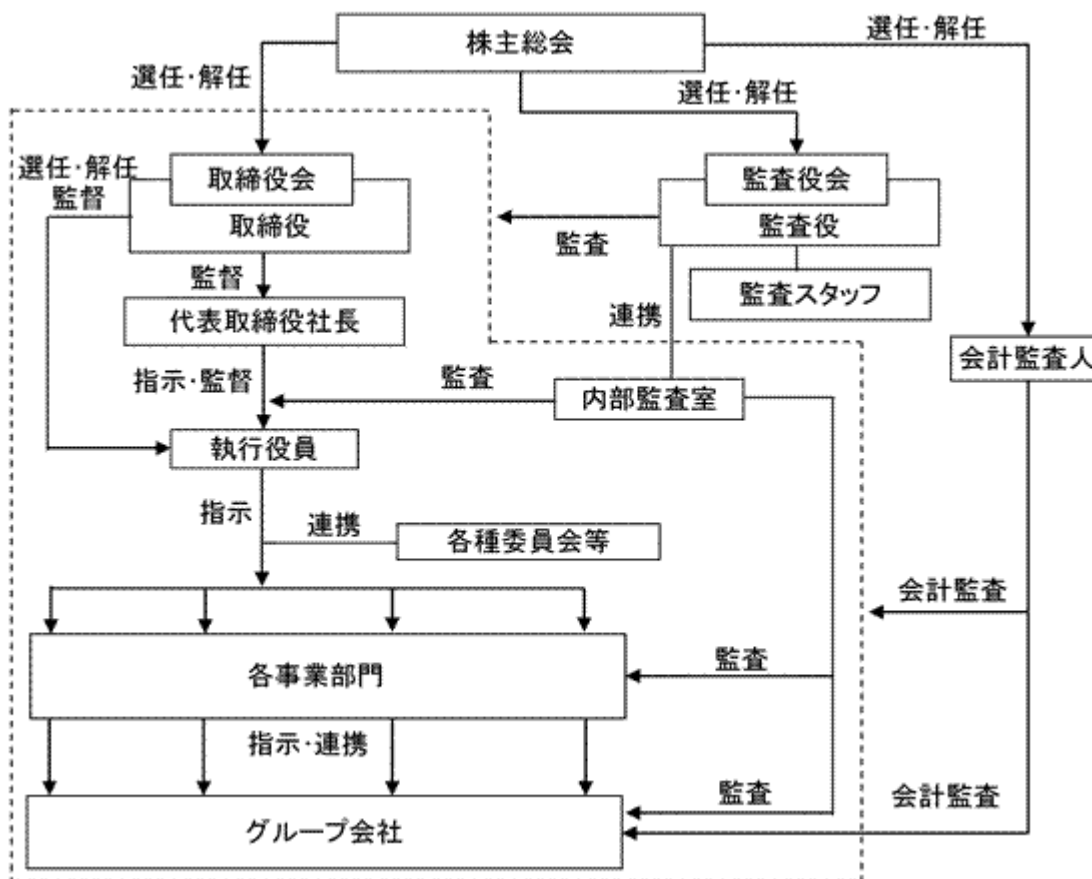 株主総会
選任・解任
選任・解任
選任・解任
選任・解任
監督
取締役会
取締役
監査役会
監査役
監査
監督
監査スタッフ
代表取締役社長
連携
会計監査人
指示・監督
監査
内部監査室
執行役員
指示
連携
各種委員会等
会計監査
各事業部門
監査
指示・連携
監査
会計監査
グループ会社